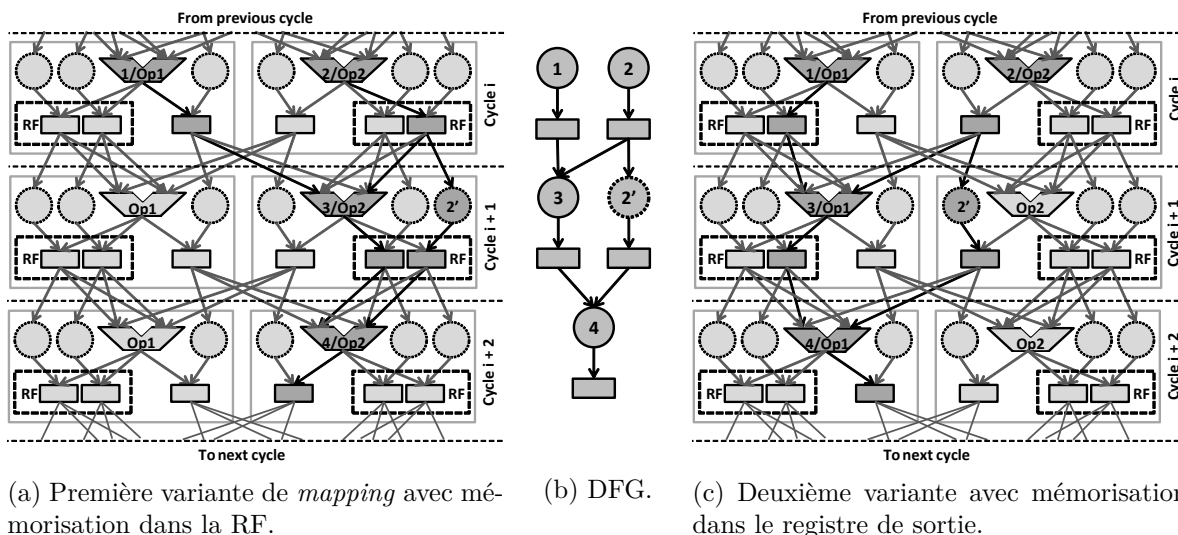 From previous cycle
1/Op1
2/Op2
RF
RF
Cycle i
Op1
3/Op2
2'
RF
RF
Cycle i + 1
Op1
4/Op2
RF
RF
Cycle i + 2
To next cycle
(a) Première variante de mapping avec mé-
morisation dans la RF.
1
2
3
2'
4
(b) DFG.
From previous cycle
1/Op1
2/Op2
RF
RF
Cycle i
3/Op1
2'
Op2
RF
RF
Cycle i + 1
4/Op1
Op2
RF
RF
Cycle i + 2
To next cycle
(c) Deuxième variante avec mémorisation
dans le registre de sortie.